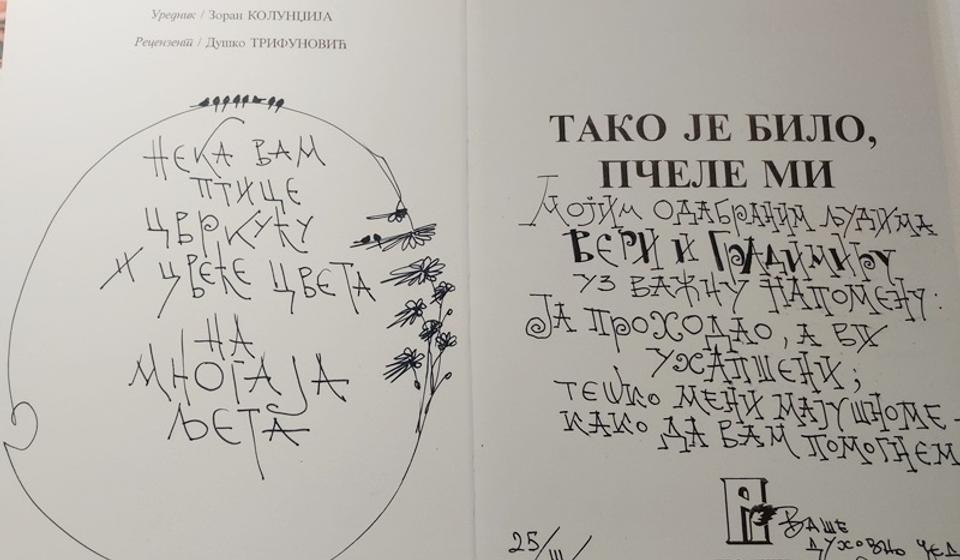 Уредник / Зоран КОЛУНЏИЈА
Рецензент / Душко ТРИФУНОВИЋ
НЕКА ВАМ
ПТИЦЕ
ЦВРКУЋУ
И ЦВЕЋЕ ЦВЕТА
НА
МНОГАЈА
ЉЕТА
ТАКО ЈЕ БИЛО,
ПЧЕЛЕ МИ
МОЈИМ ОДАБРАНИМ ЉУДИМА
ВЕРИ И ГРАДИМИРУ
УЗ ВАЖНУ НАПОМЕНУ:
ЈА ПРОХОДАО, А ВИ
УХАПШЕНИ;
ТЕШКО МЕНИ МАЈУШНОМЕ -
КАКО ДА ВАМ ПОМОГНЕМ
ВАШЕ
ДУХОВНО ЧЕД
25/III